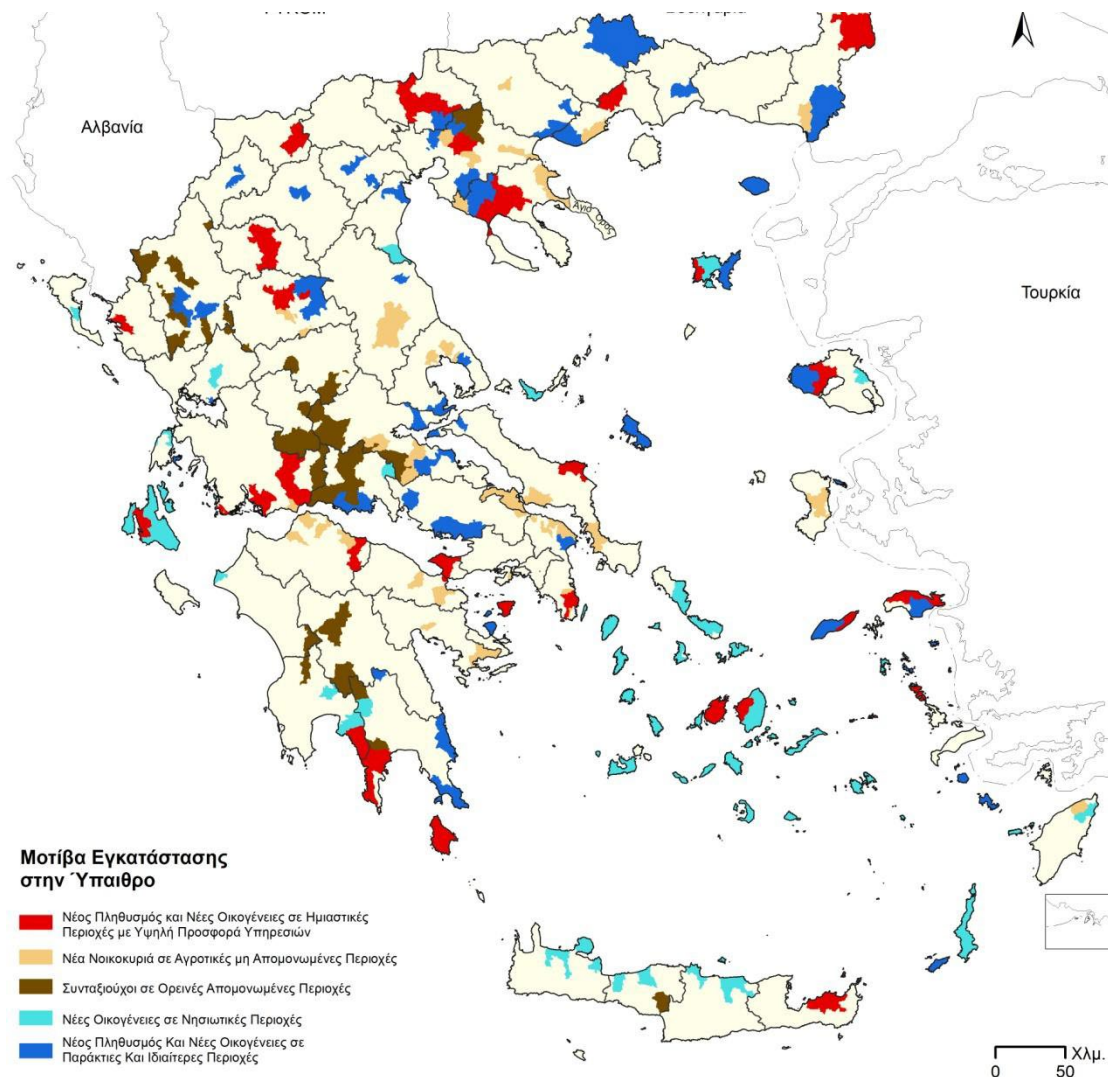 Αλβανία
Άγιο Όρος
Τουρκία
Μοτίβα Εγκατάστασης
στην Ύπαιθρο
Νέος Πληθυσμός και Νέες Οικογένειες σε Ημιαστικές
Περιοχές με Υψηλή Προσφορά Υπηρεσιών
Νέα Νοικοκυριά σε Αγροτικές μη Απομονωμένες Περιοχές
Συνταξιούχοι σε Ορεινές Απομονωμένες Περιοχές
Νέες Οικογένειες σε Νησιωτικές Περιοχές
Νέος Πληθυσμός Και Νέες Οικογένειες σε
Παράκτιες Και Ιδιαίτερες Περιοχές
Χλμ.
0 50